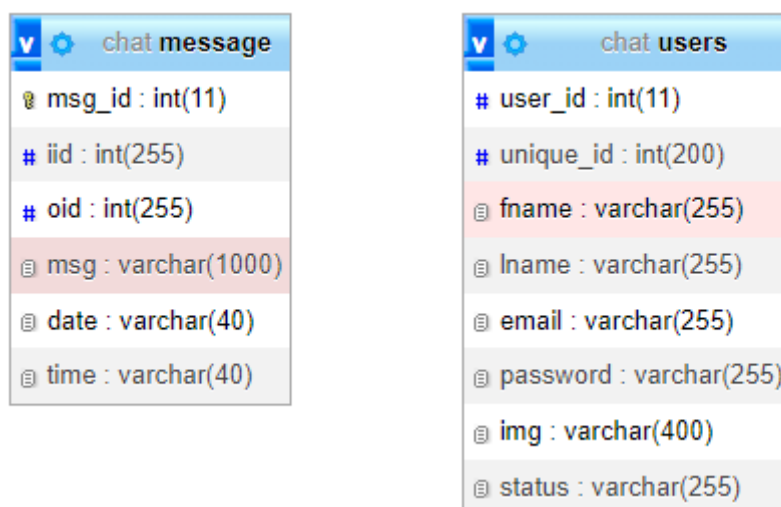 v chat message
msg_id : int(11)
# iid : int(255)
# oid : int(255)
msg : varchar(1000)
date : varchar(40)
time : varchar(40)
v chat users
# user_id : int(11)
# unique_id : int(200)
fname : varchar(255)
lname : varchar(255)
email : varchar(255)
password : varchar(255)
img : varchar(400)
status : varchar(255)